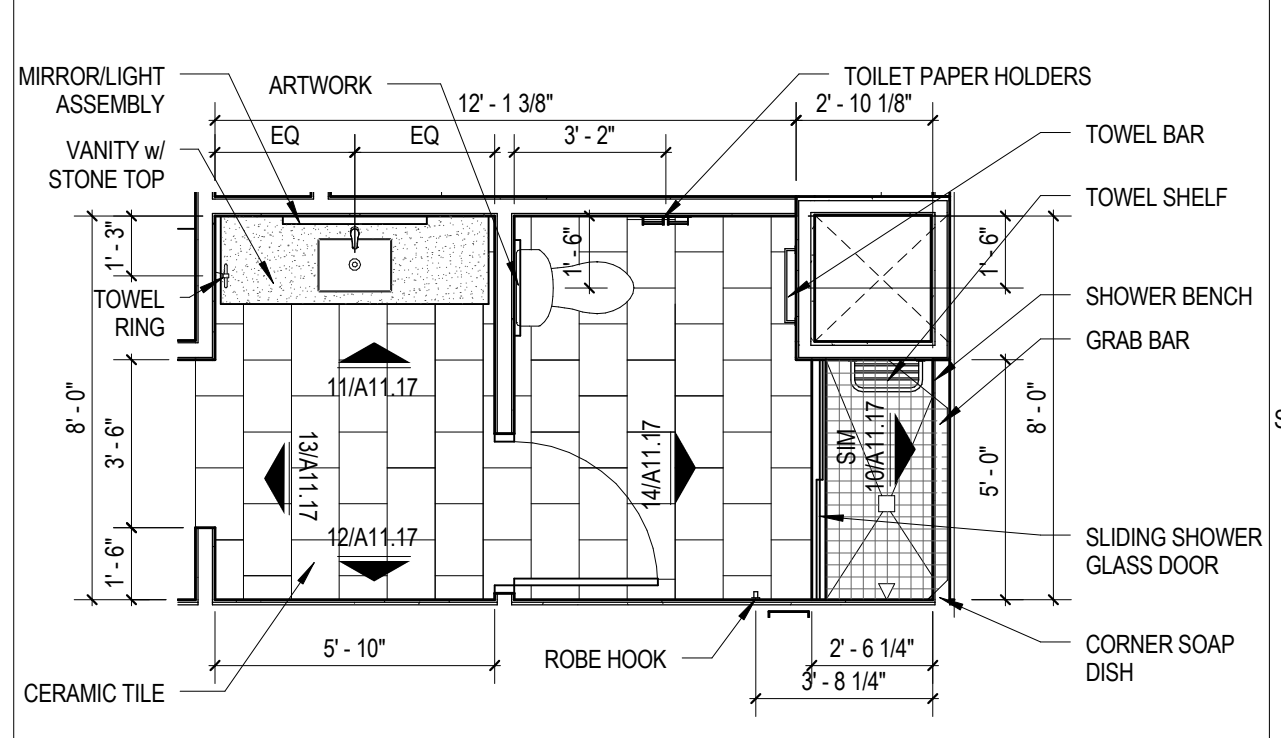 MIRROR/LIGHT
ASSEMBLY
ARTWORK
TOILET PAPER HOLDERS
12' - 1 3/8"
2' - 10 1/8"
EQ
EQ
3' - 2"
TOWEL BAR
VANITY w/
STONE TOP
TOWEL SHELF
1' - 3"
1' - 6"
1' - 6"
TOWEL
RING
SHOWER BENCH
GRAB BAR
11/A11.17
8' - 0"
3' - 6"
13/A11.17
14/A11.17
SIM
10/A11.17
5' - 0"
8' - 0"
12/A11.17
1' - 6"
SLIDING SHOWER
GLASS DOOR
5' - 10"
ROBE HOOK
2' - 6 1/4"
3' - 8 1/4"
CORNER SOAP
DISH
CERAMIC TILE